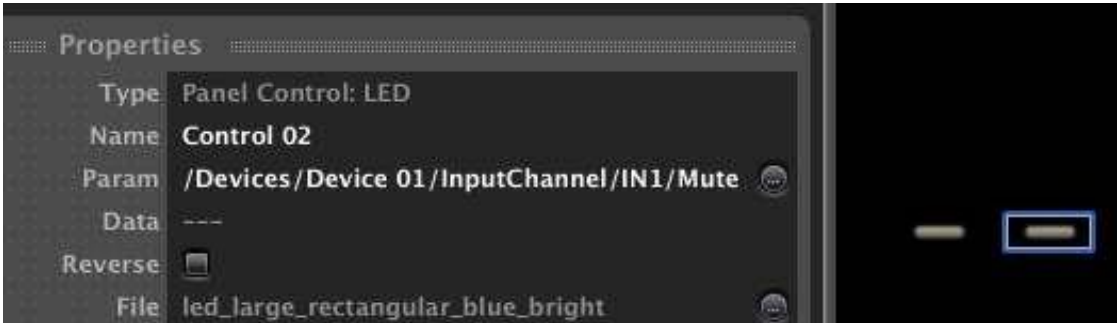 Properties
Type Panel Control: LED
Name Control 02
Param /Devices/Device 01/InputChannel/IN1/Mute
Data ---
Reverse
File led_large_rectangular_blue_bright